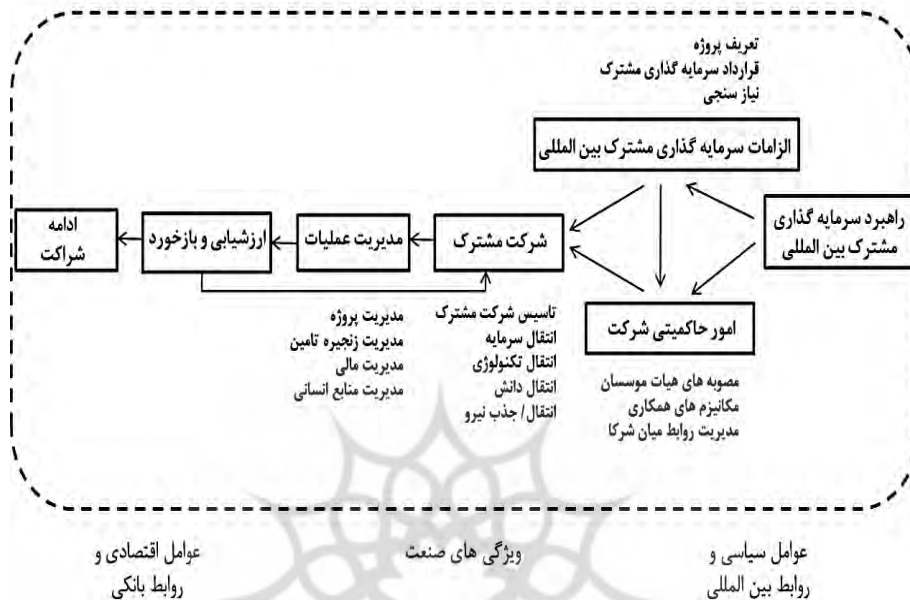 تعریف پروژه
قرارداد سرمایه گذاری مشترک
نیاز سنجی
الزامات سرمایه گذاری مشترک بین المللی
راهبرد سرمایه گذاری
مشترک بین المللی
شرکت مشترک
مدیریت عملیات
ارزشیابی و بازخورد
ادامه
شراکت
امور حاکمیتی شرکت
مصوبه های هیات موسسان
مکانیزم های همکاری
مدیریت روابط میان شرکا
تاسیس شرکت مشترک
انتقال سرمایه
انتقال تکنولوژی
انتقال دانش
انتقال/ جذب نیرو
مدیریت پروژه
مدیریت زنجیره تامین
مدیریت مالی
مدیریت منابع انسانی
عوامل سیاسی و
روابط بین المللی
ویژگی های صنعت
عوامل اقتصادی و
روابط بانکی